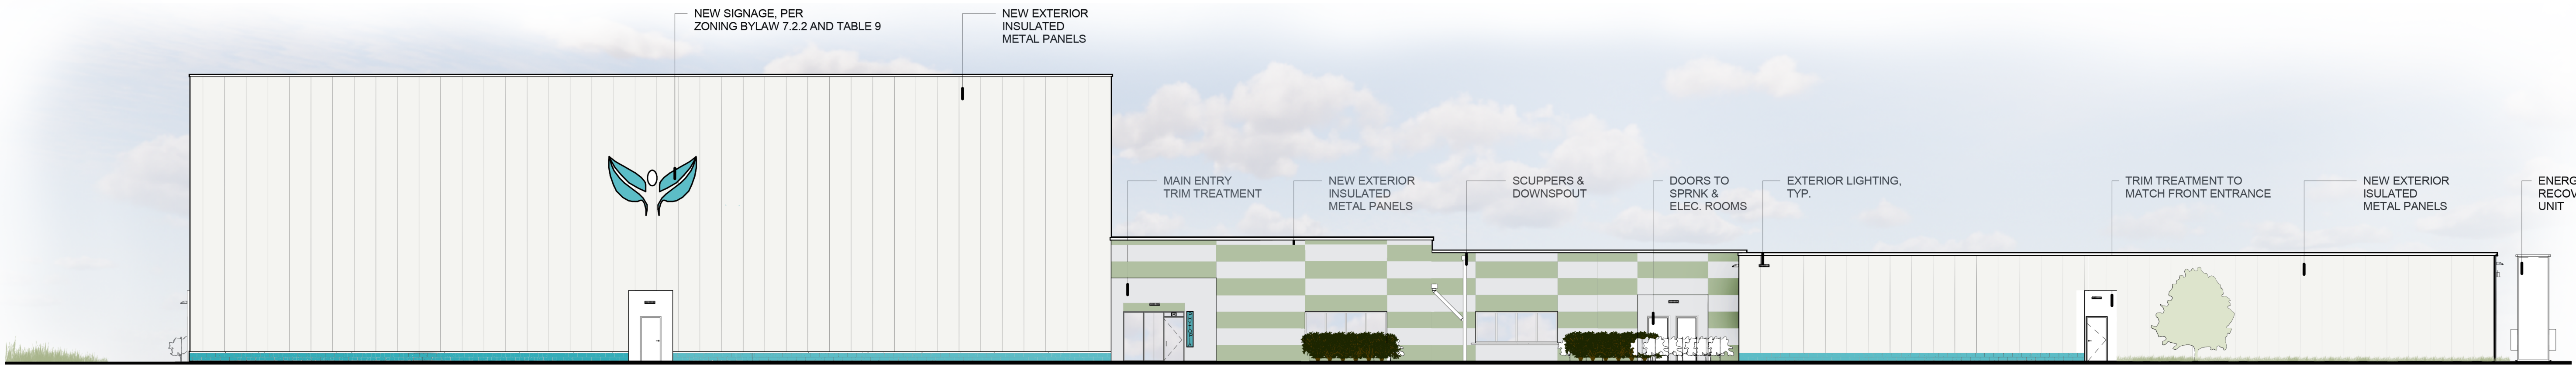 NEW SIGNAGE, PER
ZONING BYLAW 7.2.2 AND TABLE 9
NEW EXTERIOR
INSULATED
METAL PANELS
MAIN ENTRY
TRIM TREATMENT
NEW EXTERIOR
INSULATED
METAL PANELS
SCUPPERS &
DOWNSPOUT
DOORS TO
SPRNK &
ELEC. ROOMS
EXTERIOR LIGHTING,
TYP.
TRIM TREATMENT TO
MATCH FRONT ENTRANCE
NEW EXTERIOR
ISULATED
METAL PANELS
ENERG
RECOV
UNIT